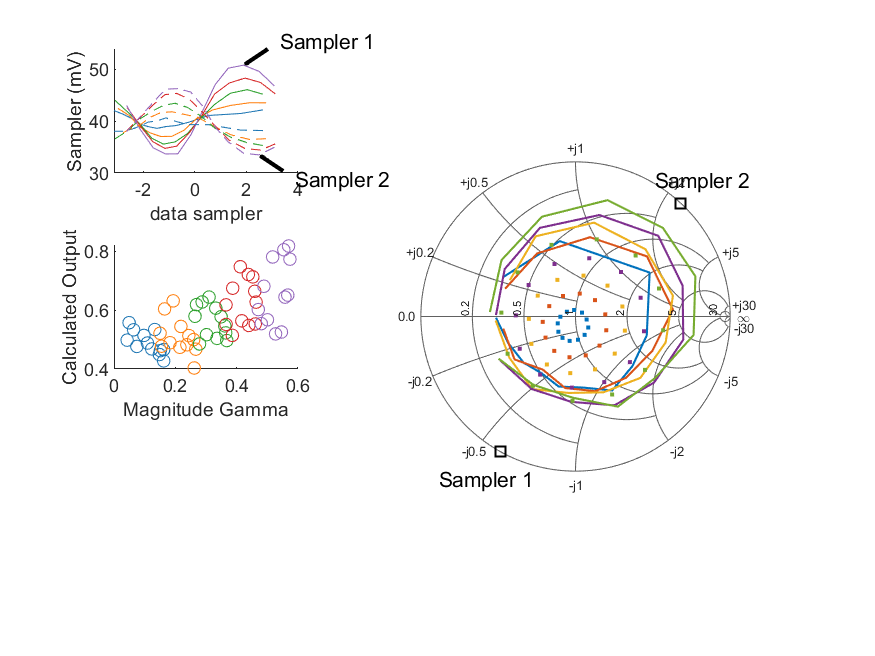 Sampler 1
50
40
30
Sampler (mV)
-2
0
2
4
data sampler
Sampler 2
0.8
0.6
0.4
Calculated Output
0
0.2
0.4
0.6
Magnitude Gamma
+j1
+j0.5
Sampler 2
+j0.2
+j5
0.0
0.2
0.5
1
2
5
30
+j30
∞
-j30
-j0.2
-j5
-j0.5
-j2
Sampler 1
-j1